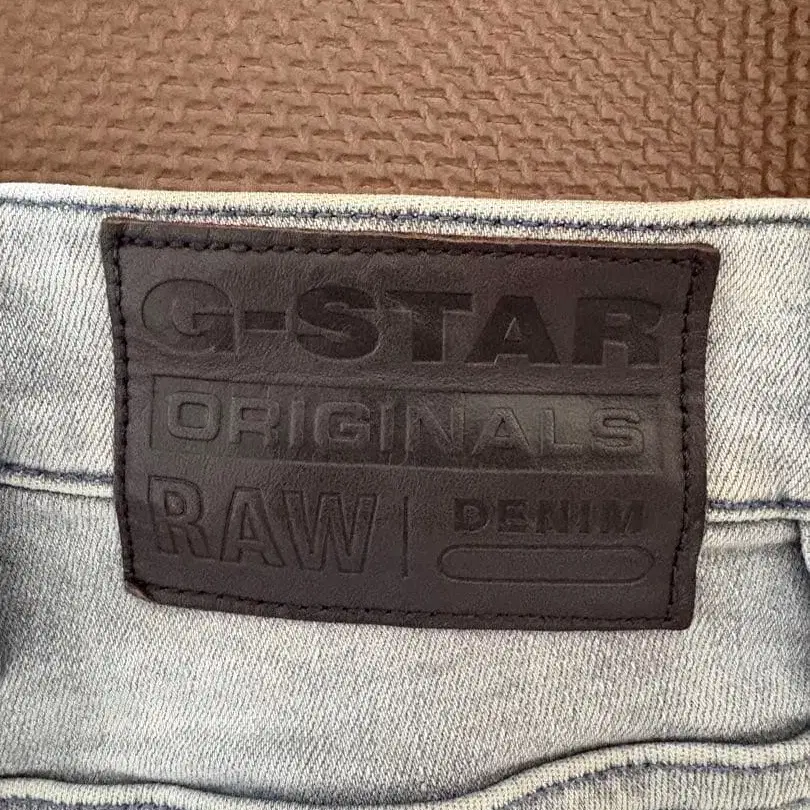 G-STAR
ORIGINALS
RAW | DENIM